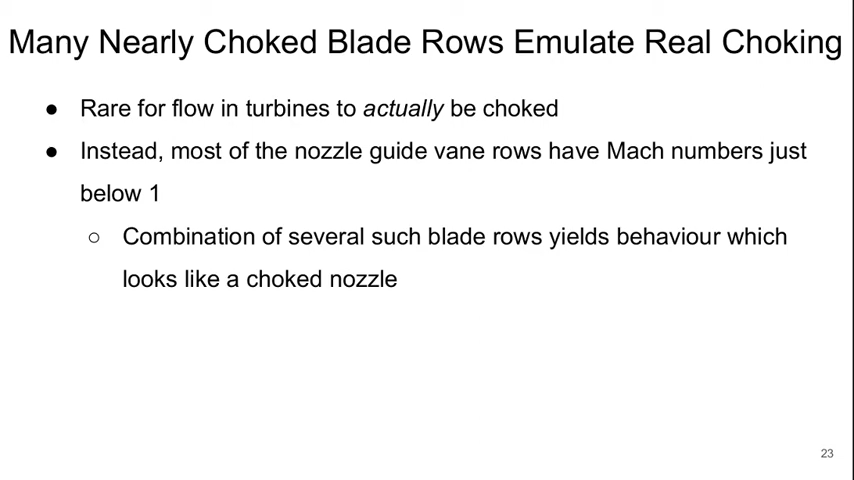 Many Nearly Choked Blade Rows Emulate Real Choking
● Rare for flow in turbines to actually be choked
● Instead, most of the nozzle guide vane rows have Mach numbers just
below 1
○ Combination of several such blade rows yields behaviour which
looks like a choked nozzle
23